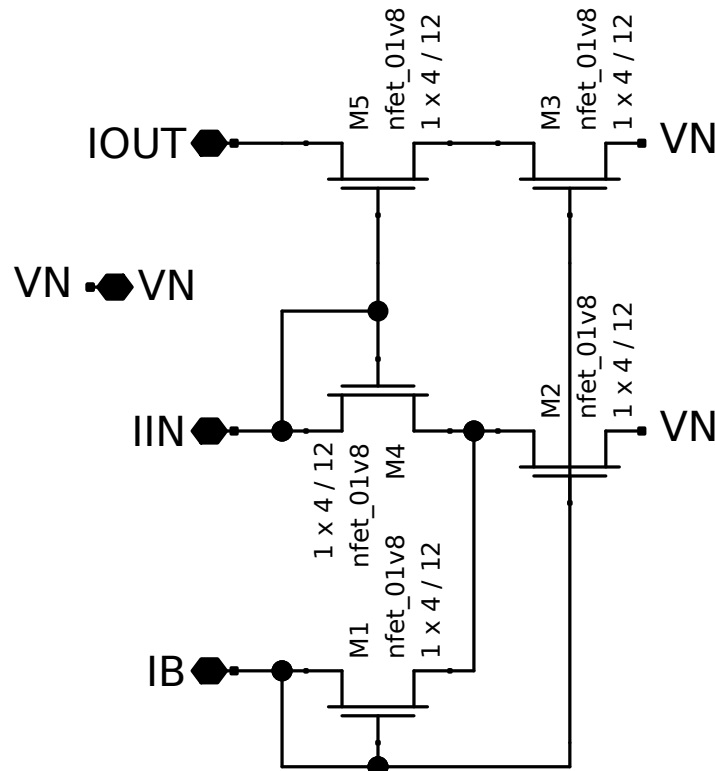 M5
nfet_01v8
1 x 4 / 12
M3
nfet_01v8
1 x 4 / 12
IOUT
VN
VN
VN
M2
nfet_01v8
1 x 4 / 12
IIN
VN
1 x 4 / 12
nfet_01v8
M4
M1
nfet_01v8
1 x 4 / 12
IB